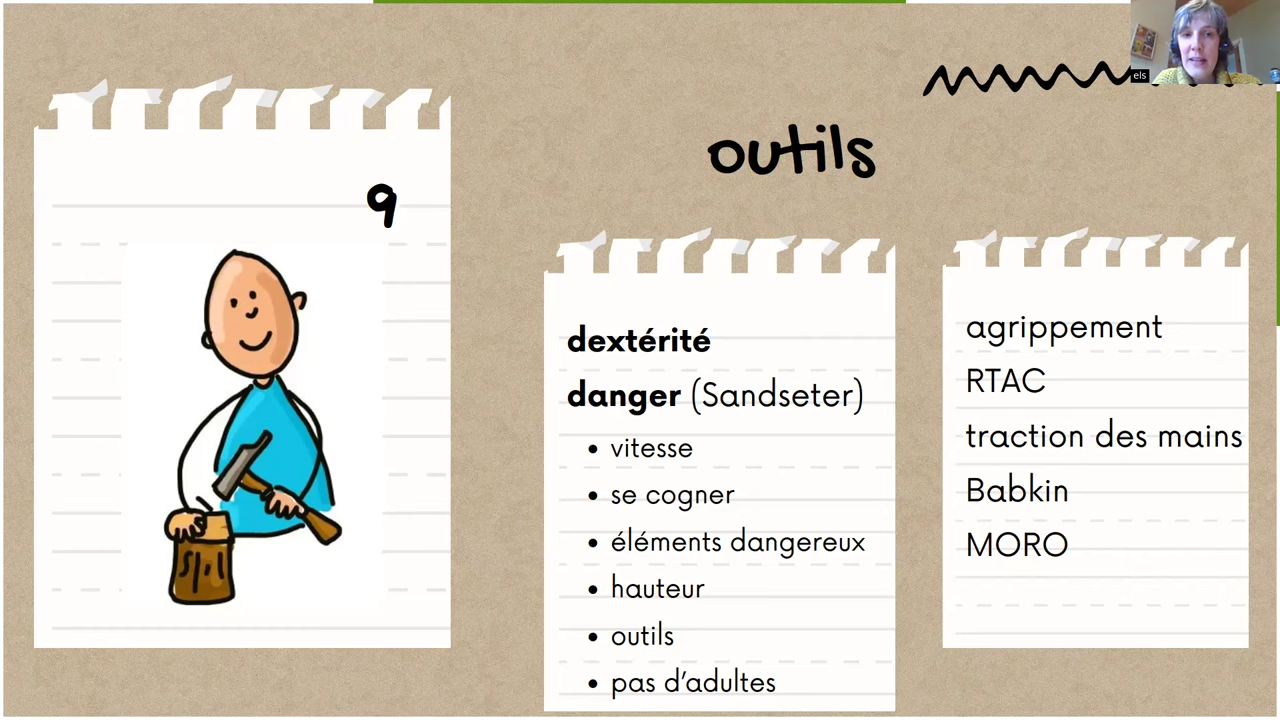 els
outils
9
dextérité
danger (Sandseter)
• vitesse
• se cogner
• éléments dangereux
• hauteur
• outils
• pas d'adultes
agrippement
RTAC
traction des mains
Babkin
MORO